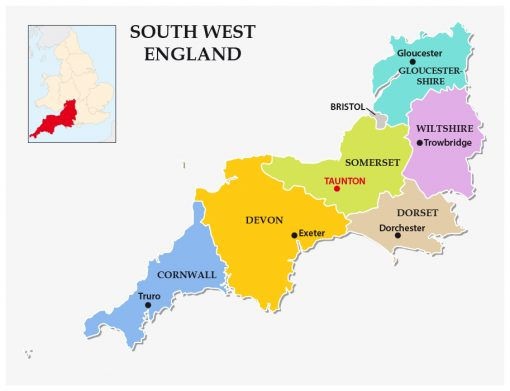 SOUTH WEST
ENGLAND
Gloucester
GLOUCESTER-
SHIRE
BRISTOL
WILTSHIRE
Trowbridge
SOMERSET
TAUNTON
DORSET
Dorchester
DEVON
Exeter
CORNWALL
Truro